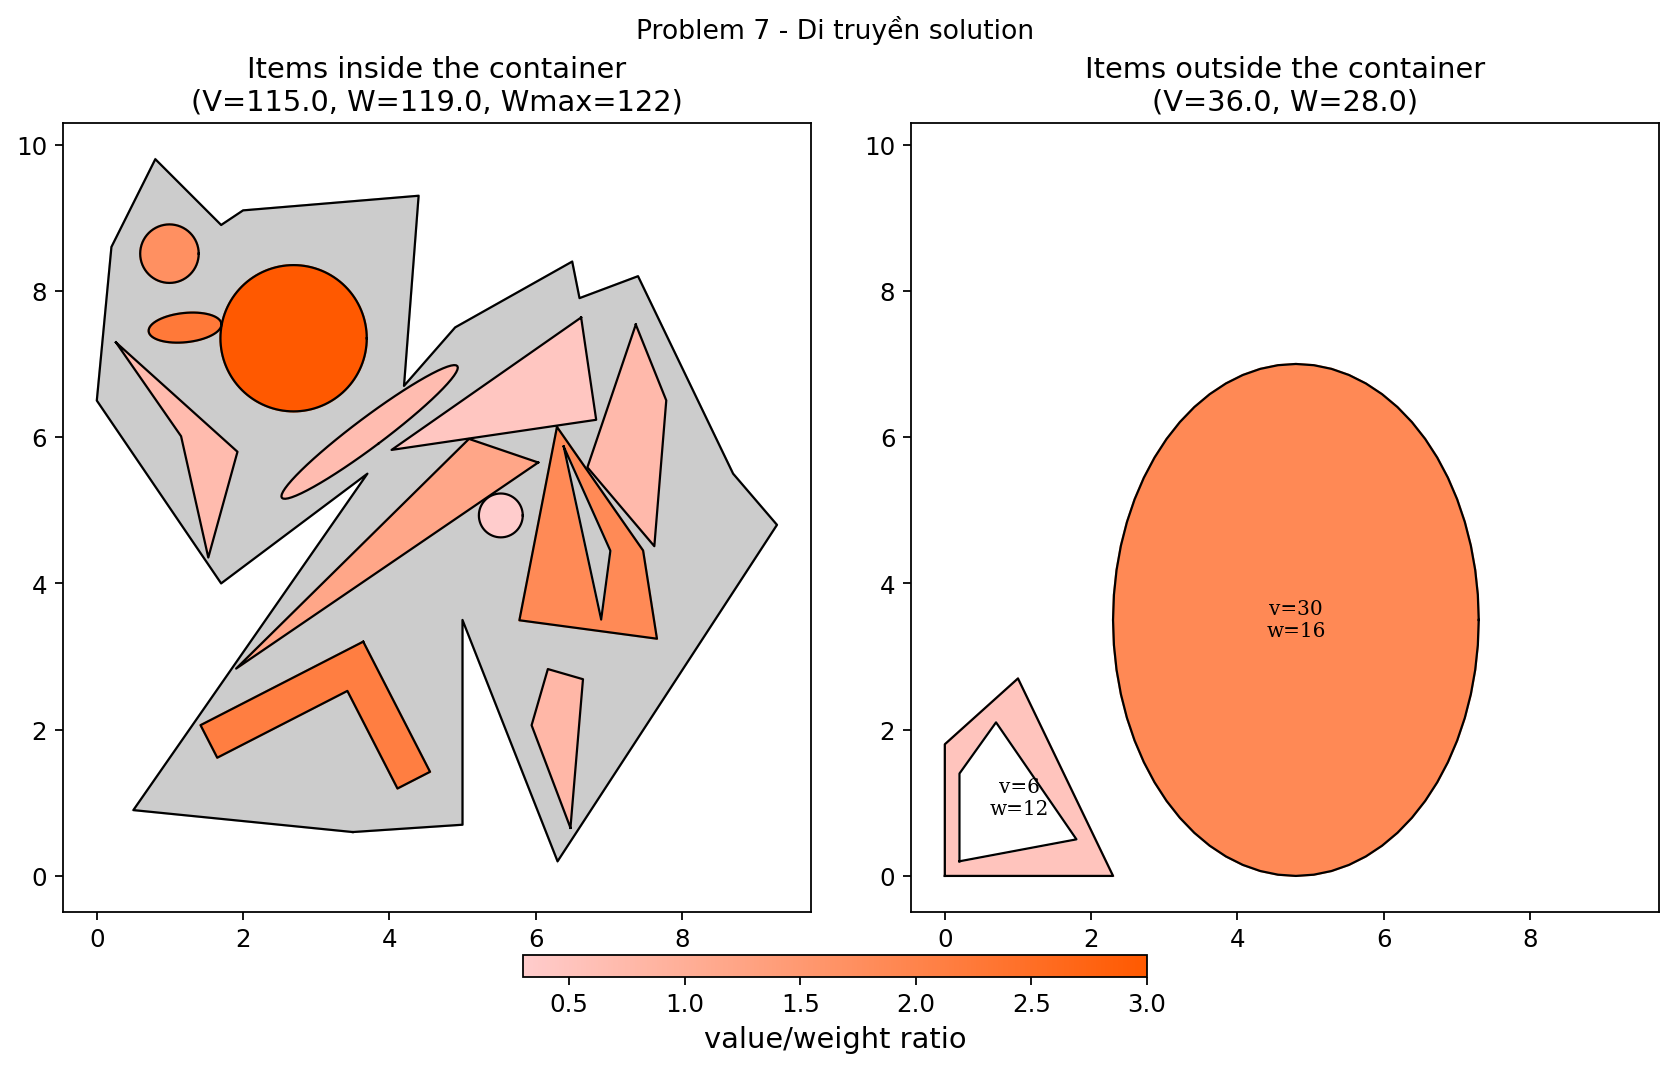 Problem 7 - Di truyền solution
Items inside the container
(V=115.0, W=119.0, Wmax=122)
Items outside the container
(V=36.0, W=28.0)
10
8
6
4
2
0
0 2 4 6 8
10
8
6
4
2
0
v=30
w=16
v=6
w=12
0 2 4 6 8
0.5 1.0 1.5 2.0 2.5 3.0
value/weight ratio